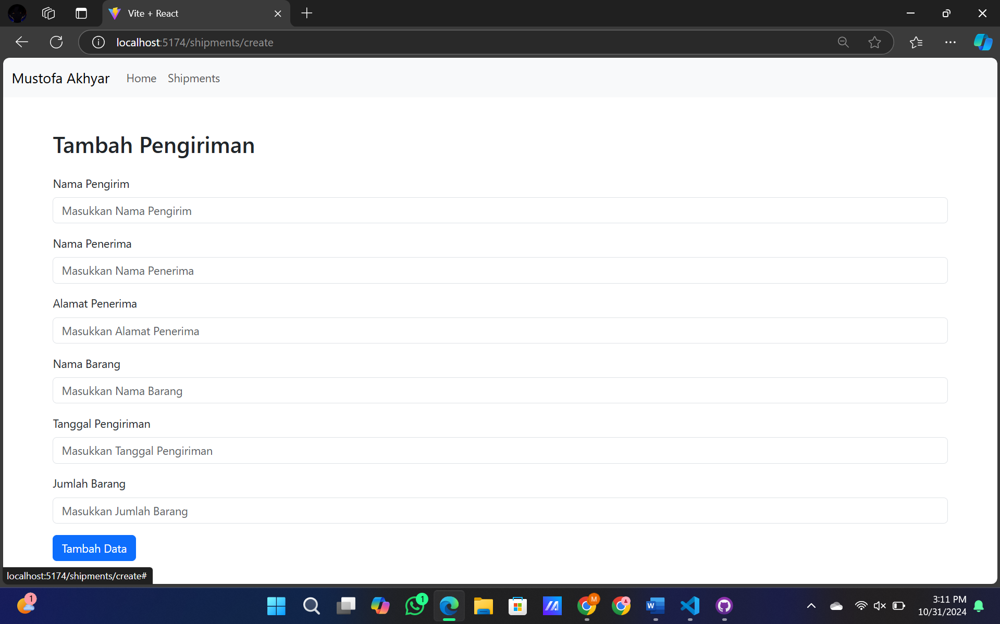 Vite + React
localhost:5174/shipments/create
Mustofa Akhyar
Home
Shipments
Tambah Pengiriman
Nama Pengirim
Masukkan Nama Pengirim
Nama Penerima
Masukkan Nama Penerima
Alamat Penerima
Masukkan Alamat Penerima
Nama Barang
Masukkan Nama Barang
Tanggal Pengiriman
Masukkan Tanggal Pengiriman
Jumlah Barang
Masukkan Jumlah Barang
Tambah Data
localhost:5174/shipments/create#
1
1
M
W
3:11 PM
10/31/2024